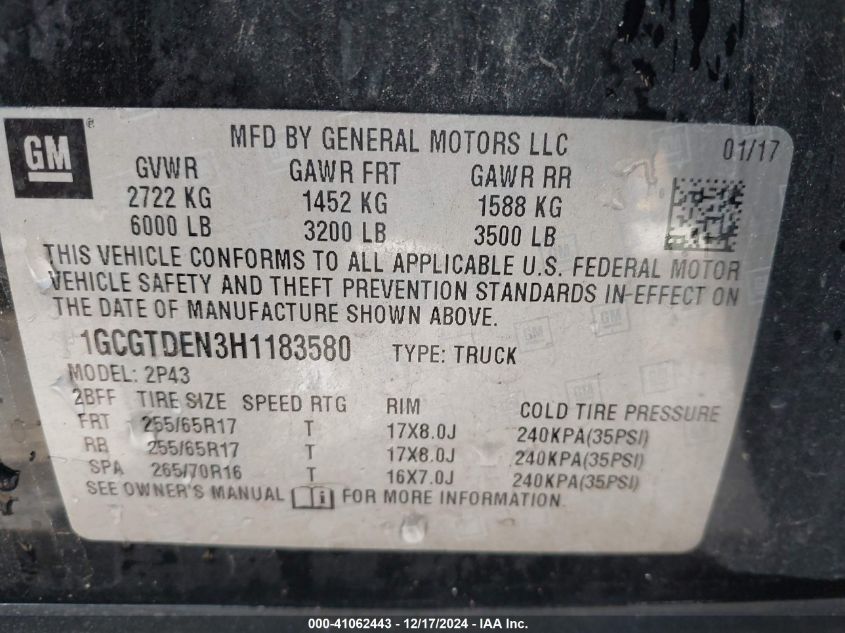 GM ® MFD BY GENERAL MOTORS LLC 01/17
GVWR GAWR FRT GAWR RR
2722 KG 1452 KG 1588 KG
6000 LB 3200 LB 3500 LB
THIS VEHICLE CONFORMS TO ALL APPLICABLE U.S. FEDERAL MOTOR
VEHICLE SAFETY AND THEFT PREVENTION STANDARDS IN EFFECT ON
THE DATE OF MANUFACTURE SHOWN ABOVE.
1GCGTDEN3H1183580 TYPE: TRUCK
MODEL: 2P43
2BFF TIRE SIZE SPEED RTG RIM COLD TIRE PRESSURE
FRT 255/65R17 T 17X8.0J 240KPA(35PSI)
RR 255/65R17 T 17X8.0J 240KPA(35PSI)
SPA 265/70R16 T 16X7.0J 240KPA(35PSI)
SEE OWNER'S MANUAL FOR MORE INFORMATION.
000-41062443 - 12/17/2024 - IAA Inc.